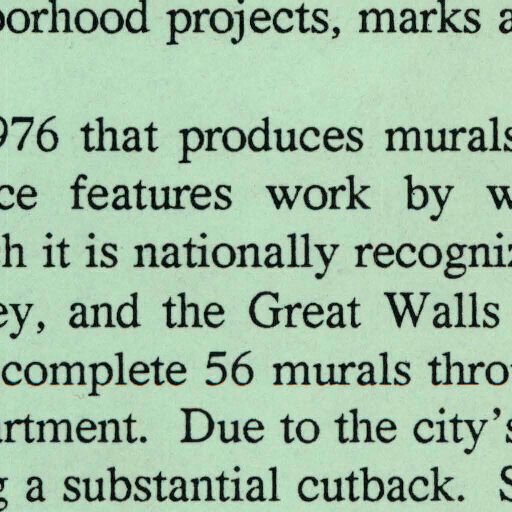 borhood projects, marks a
976 that produces murals
ce features work by w
h it is nationally recogniz
ey, and the Great Walls
complete 56 murals thro
artment. Due to the city's
g a substantial cutback. S